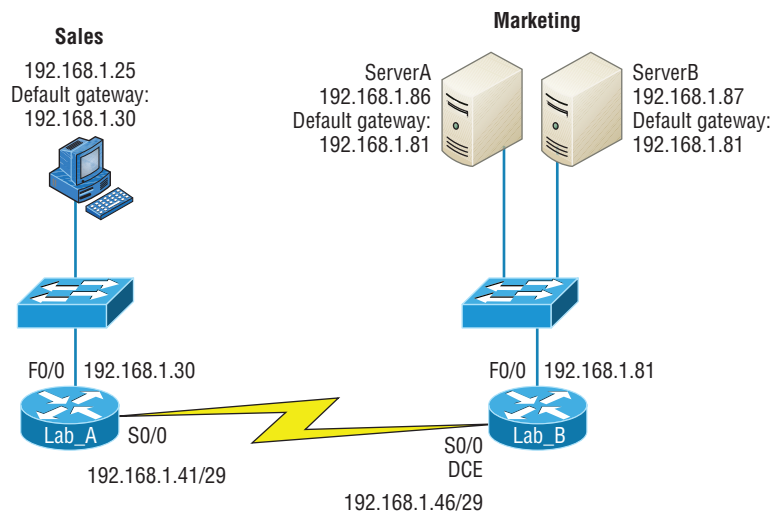 Sales
192.168.1.25
Default gateway:
192.168.1.30
Marketing
ServerA
192.168.1.86
Default gateway:
192.168.1.81
ServerB
192.168.1.87
Default gateway:
192.168.1.81
F0/0 192.168.1.30
Lab_A
S0/0
192.168.1.41/29
F0/0 192.168.1.81
Lab_B
S0/0
DCE
192.168.1.46/29